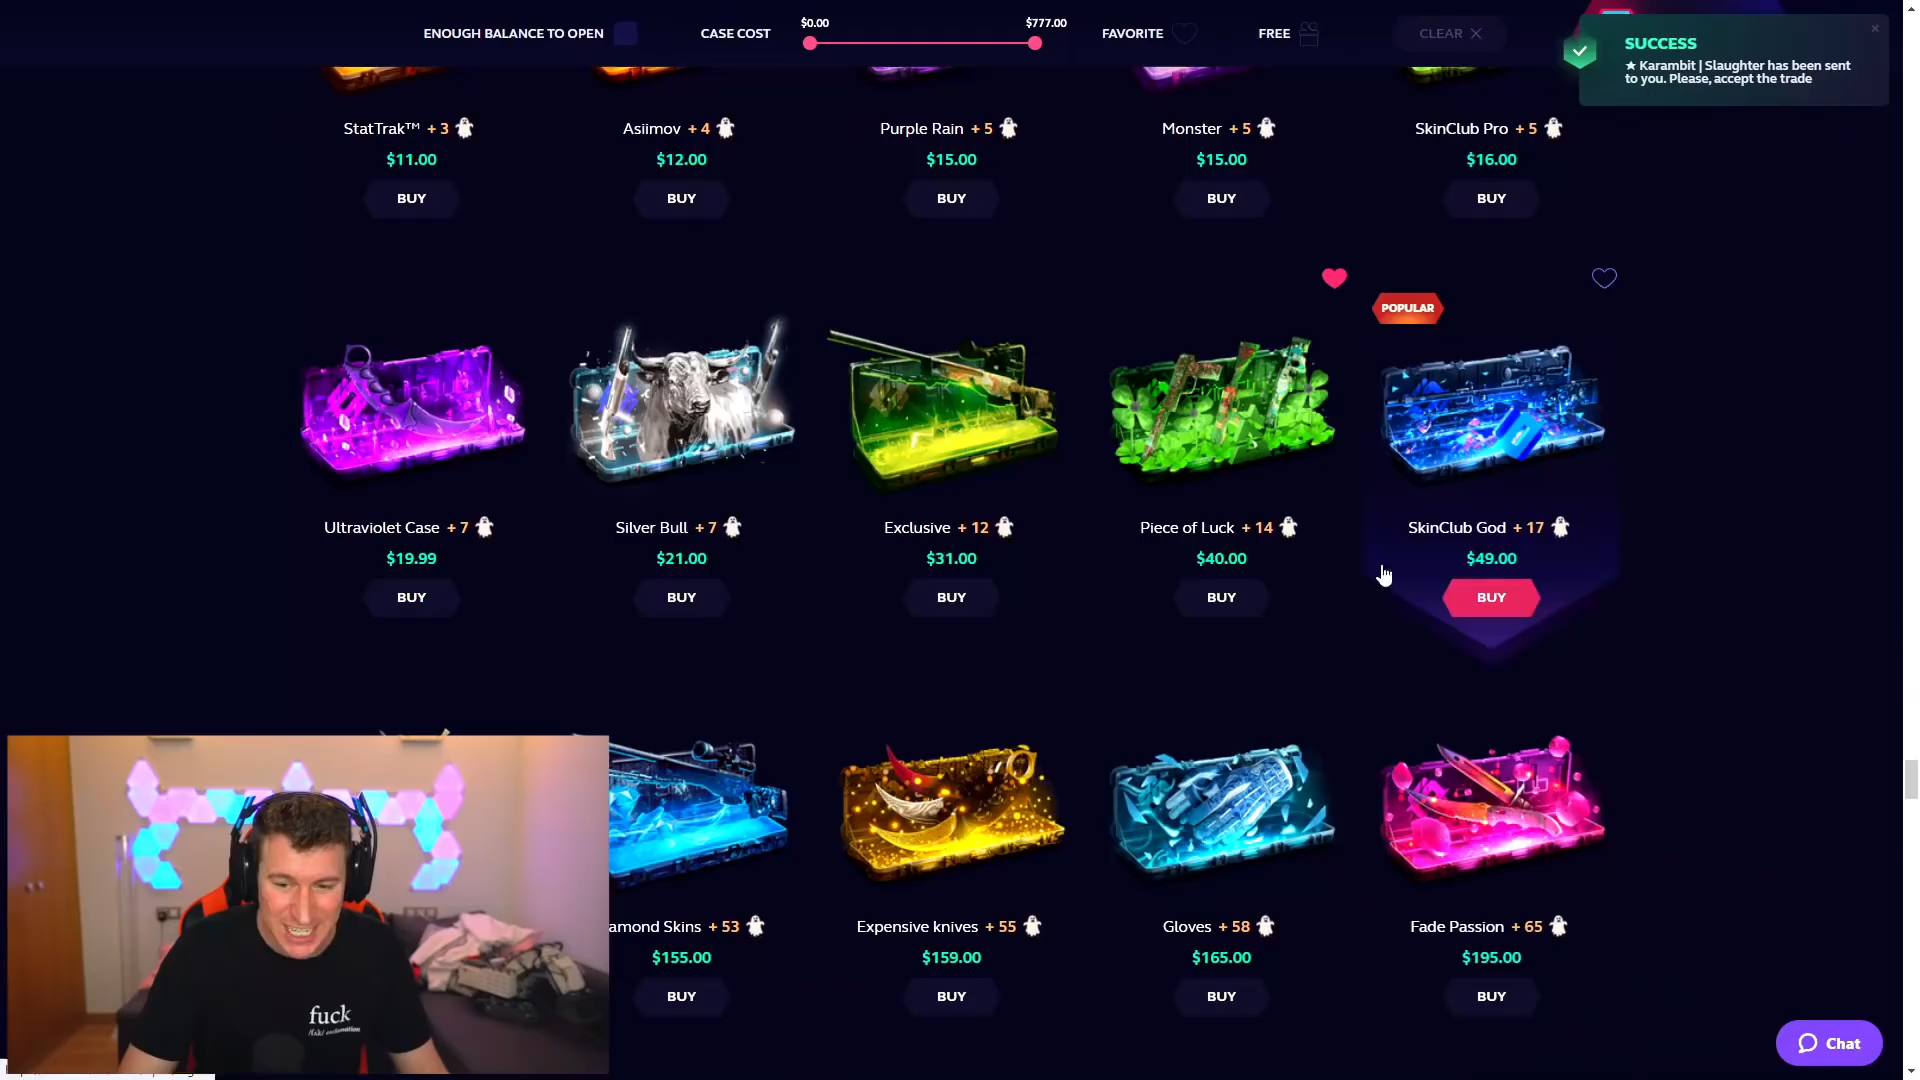 ENOUGH BALANCE TO OPEN
CASE COST
$0.00
$777.00
FAVORITE
FREE
CLEAR
SUCCESS
★ Karambit | Slaughter has been sent
to you. Please, accept the trade
StatTrak™ + 3
$11.00
BUY
Asiimov + 4
$12.00
BUY
Purple Rain + 5
$15.00
BUY
Monster + 5
$15.00
BUY
SkinClub Pro + 5
$16.00
BUY
POPULAR
Ultraviolet Case + 7
$19.99
BUY
Silver Bull + 7
$21.00
BUY
Exclusive + 12
$31.00
BUY
Piece of Luck + 14
$40.00
BUY
SkinClub God + 17
$49.00
BUY
amond Skins + 53
$155.00
BUY
Expensive knives + 55
$159.00
BUY
Gloves + 58
$165.00
BUY
Fade Passion + 65
$195.00
BUY
fuck
Chat